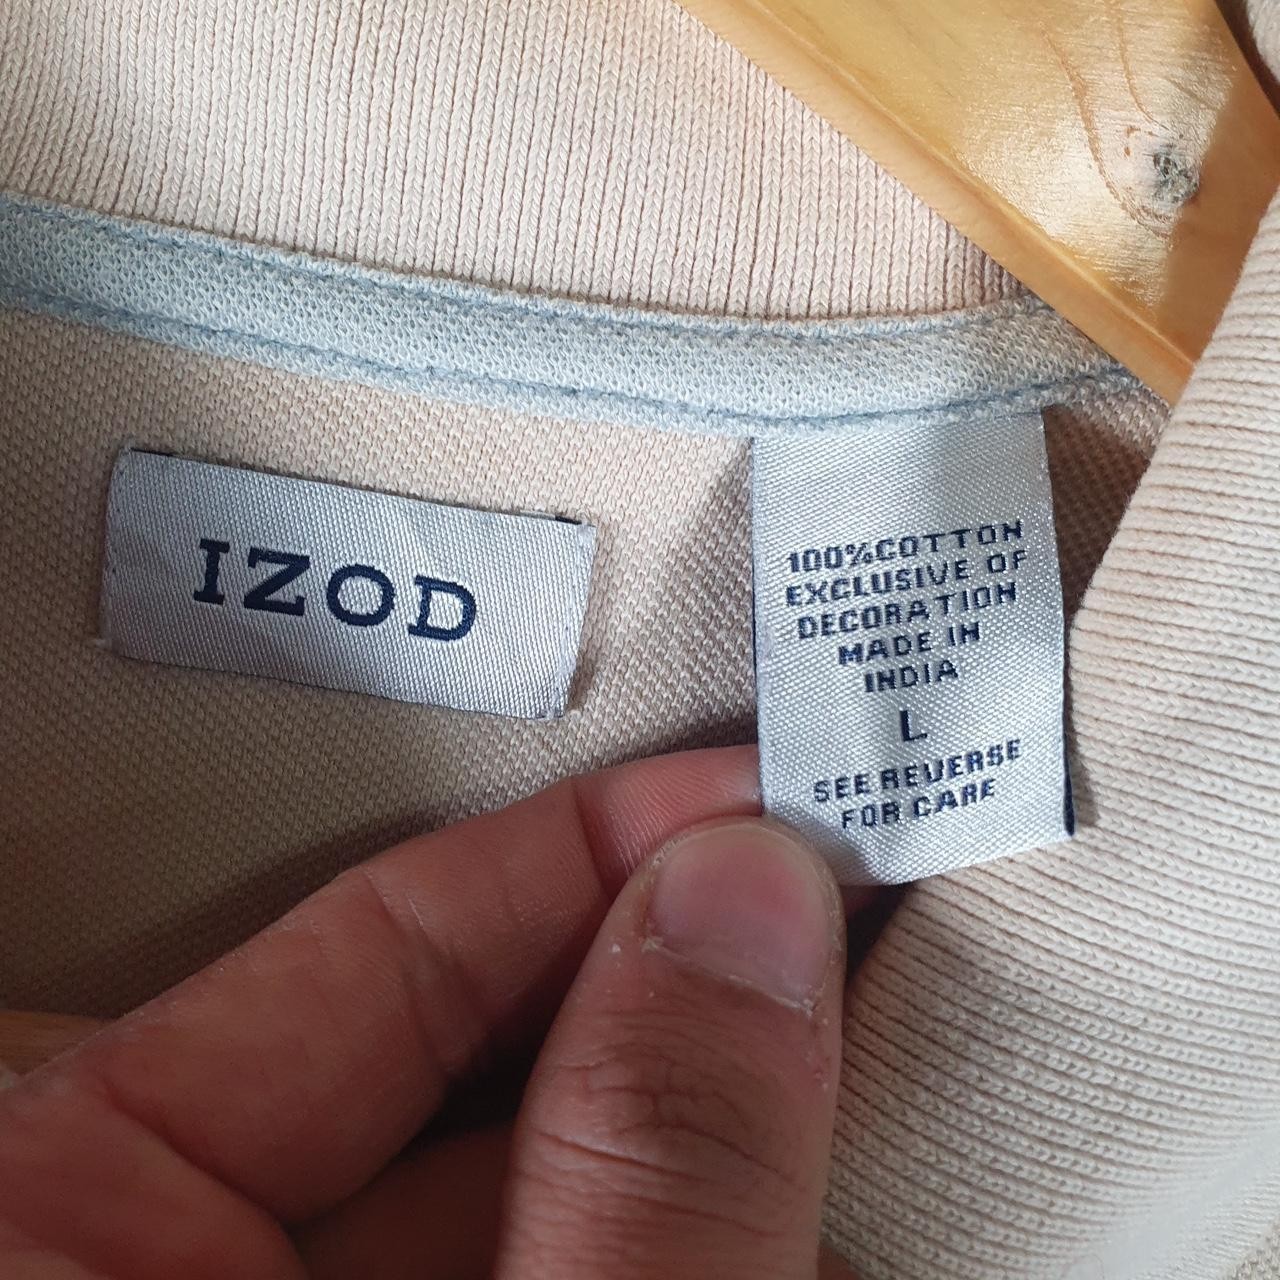 IZOD
100%COTTON
EXCLUSIVE OF
DECORATION
MADE IN
INDIA
L
SEE REVERSE
FOR CARE